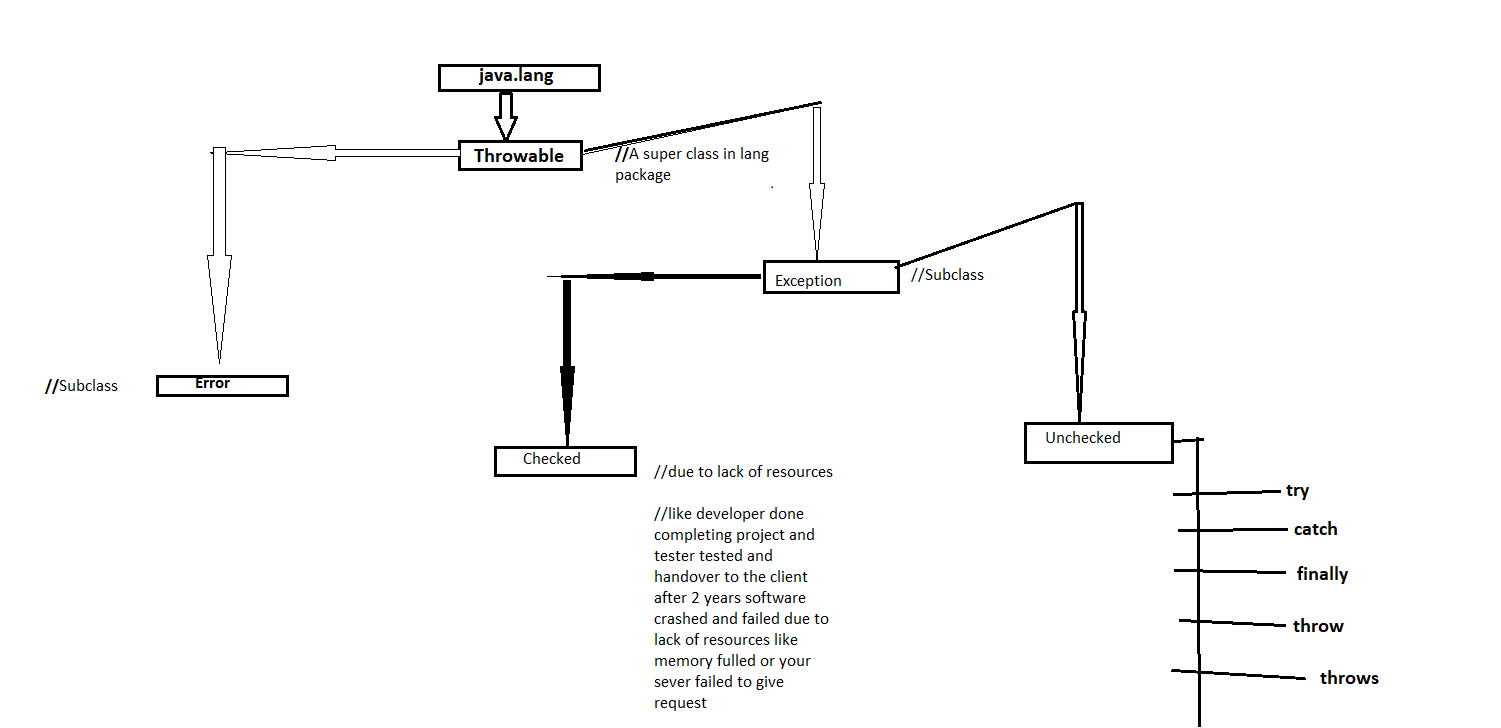 java.lang
Throwable
//A super class in lang
package
Exception
//Subclass
//Subclass
Error
Checked
Unchecked
//due to lack of resources
//like developer done
completing project and
tester tested and
handover to the client
after 2 years software
crashed and failed due to
lack of resources like
memory fulled or your
sever failed to give
request
try
catch
finally
throw
throws